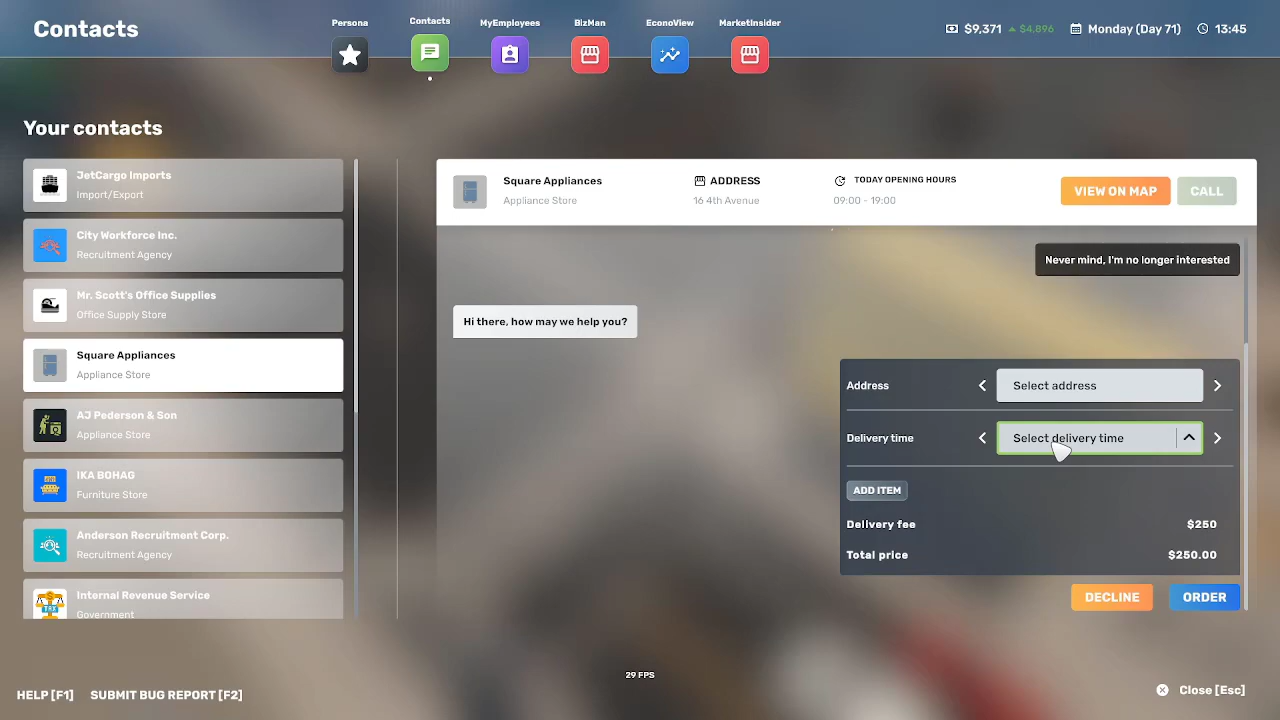 Contacts
Persona
Contacts
MyEmployees
BizMan
EconoView
MarketInsider
$9,371 $4,896 Monday (Day 71) 13:45
Your contacts
JetCargo Imports
Import/Export
City Workforce Inc.
Recruitment Agency
Mr. Scott's Office Supplies
Office Supply Store
Square Appliances
Appliance Store
AJ Pederson & Son
Appliance Store
IKA BOHAG
Furniture Store
Anderson Recruitment Corp.
Recruitment Agency
Internal Revenue Service
Government
Square Appliances
Appliance Store
ADDRESS
16 4th Avenue
TODAY OPENING HOURS
09:00 - 19:00
VIEW ON MAP
CALL
Never mind, I'm no longer interested
Hi there, how may we help you?
Address Select address
Delivery time Select delivery time
ADD ITEM
Delivery fee $250
Total price $250.00
DECLINE ORDER
29 FPS
HELP [F1] SUBMIT BUG REPORT [F2]
Close [Esc]